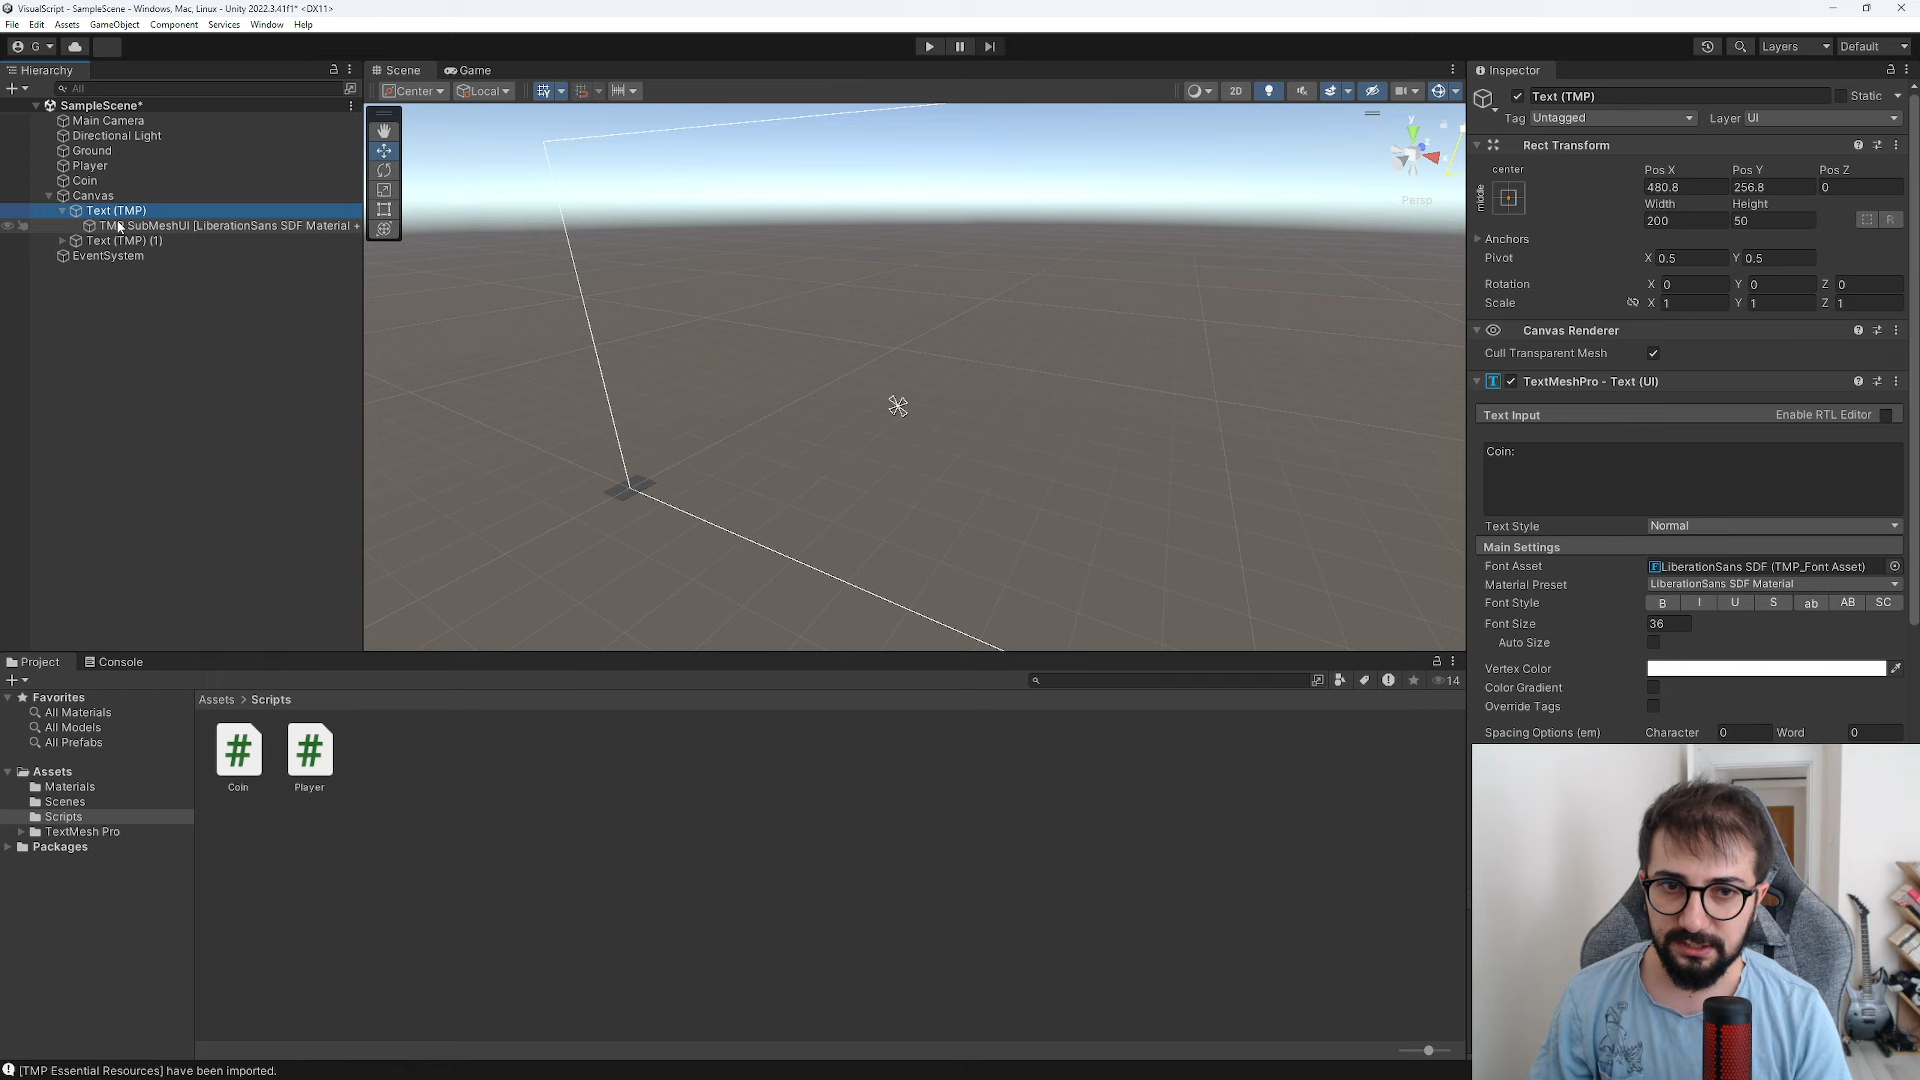 VisualScript - SampleScene - Windows, Mac, Linux - Unity 2022.3.41f1* <DX11>
File Edit Assets GameObject Component Services Window Help
G
Layers
Default
Hierarchy
All
SampleScene*
Main Camera
Directional Light
Ground
Player
Coin
Canvas
Text (TMP)
TMP SubMeshUI [LiberationSans SDF Material +
Text (TMP) (1)
EventSystem
Scene Game
Center Local
2D
y
x
Persp
Inspector
Text (TMP) Static
Tag Untagged Layer UI
Rect Transform
center Pos X Pos Y Pos Z
middle 480.8 256.8 0
Width Height
200 50 R
Anchors
Pivot X 0.5 Y 0.5
Rotation X 0 Y 0 Z 0
Scale X 1 Y 1 Z 1
Canvas Renderer
Cull Transparent Mesh
T TextMeshPro - Text (UI)
Text Input Enable RTL Editor
Coin:
Text Style Normal
Main Settings
Font Asset F LiberationSans SDF (TMP_Font Asset)
Material Preset LiberationSans SDF Material
Font Style B I U S ab AB SC
Font Size 36
Auto Size
Vertex Color
Color Gradient
Override Tags
Spacing Options (em) Character 0 Word 0
Project Console
14
Favorites
All Materials
All Models
All Prefabs
Assets
Materials
Scenes
Scripts
TextMesh Pro
Packages
Assets > Scripts
# #
Coin Player
[TMP Essential Resources] have been imported.